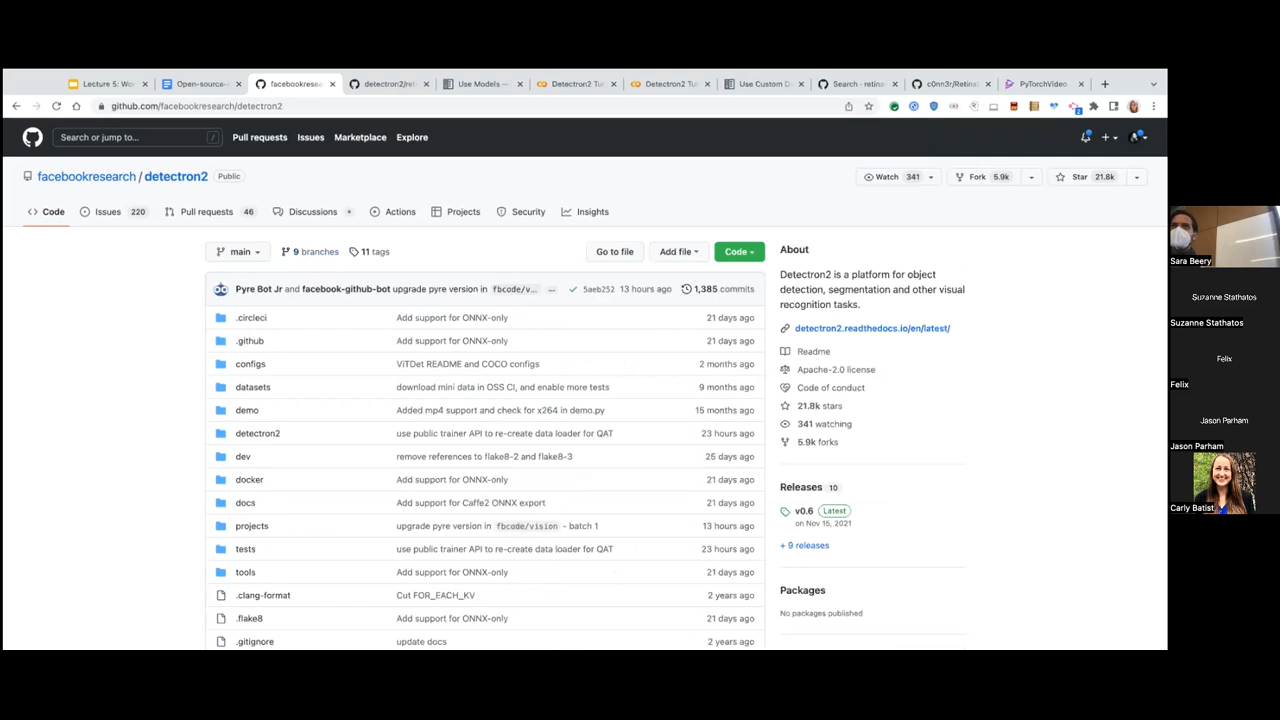 Lecture 5: Wo
Open-source-
facebookresea
detectron2/ret
Use Models —
Detectron2 Tu
Detectron2 Tu
Use Custom D
Search · retina
c0nn3r/Retina
PyTorchVideo
github.com/facebookresearch/detectron2
Search or jump to...
/
Pull requests
Issues
Marketplace
Explore
facebookresearch / detectron2
Public
Watch 341
Fork 5.9k
Star 21.8k
Code
Issues 220
Pull requests 46
Discussions
Actions
Projects
Security
Insights
main
9 branches
11 tags
Go to file
Add file
Code
Pyre Bot Jr and facebook-github-bot upgrade pyre version in fbcode/v... ... 5aeb252 13 hours ago 1,385 commits
.circleci Add support for ONNX-only 21 days ago
.github Add support for ONNX-only 21 days ago
configs ViTDet README and COCO configs 2 months ago
datasets download mini data in OSS CI, and enable more tests 9 months ago
demo Added mp4 support and check for x264 in demo.py 15 months ago
detectron2 use public trainer API to re-create data loader for QAT 23 hours ago
dev remove references to flake8-2 and flake8-3 25 days ago
docker Add support for ONNX-only 21 days ago
docs Add support for Caffe2 ONNX export 21 days ago
projects upgrade pyre version in fbcode/vision - batch 1 13 hours ago
tests use public trainer API to re-create data loader for QAT 23 hours ago
tools Add support for ONNX-only 21 days ago
.clang-format Cut FOR_EACH_KV 2 years ago
.flake8 Add support for ONNX-only 21 days ago
.gitignore update docs 2 years ago
About
Detectron2 is a platform for object
detection, segmentation and other visual
recognition tasks.
detectron2.readthedocs.io/en/latest/
Readme
Apache-2.0 license
Code of conduct
21.8k stars
341 watching
5.9k forks
Releases 10
v0.6 Latest
on Nov 15, 2021
+ 9 releases
Packages
No packages published
Sara Beery
Suzanne Stathatos
Suzanne Stathatos
Felix
Felix
Jason Parham
Jason Parham
Carly Batist